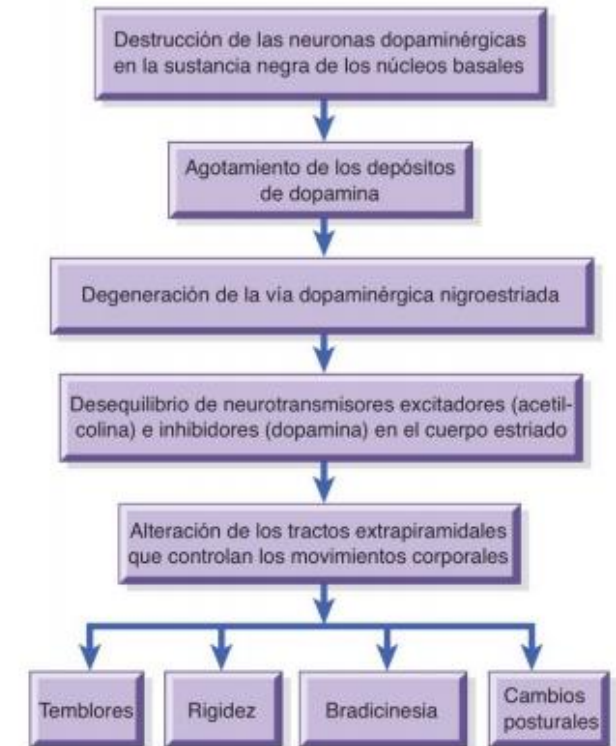 Destrucción de las neuronas dopaminérgicas
en la sustancia negra de los núcleos basales
Agotamiento de los depósitos
de dopamina
Degeneración de la vía dopaminérgica nigroestriada
Desequilibrio de neurotransmisores excitadores (acetil-
colina) e inhibidores (dopamina) en el cuerpo estriado
Alteración de los tractos extrapiramidales
que controlan los movimientos corporales
Temblores
Rigidez
Bradicinesia
Cambios
posturales